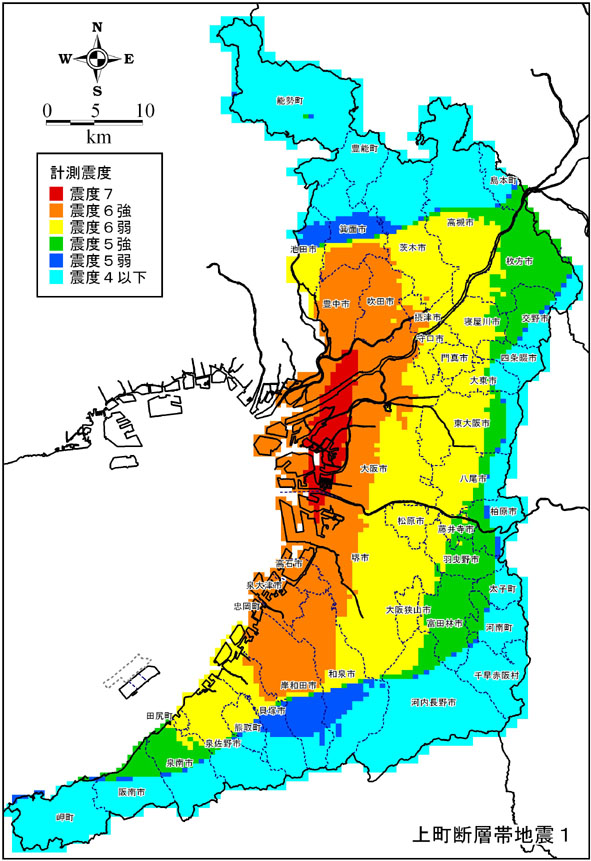 N
W E
S
0 5 10
km
計測震度
震度７
震度６強
震度６弱
震度５強
震度５弱
震度４以下
能勢町
豊能町
島本町
高槻市
箕面市
茨木市
池田市
枚方市
豊中市
吹田市
摂津市
寝屋川市
交野市
守口市
門真市
四条畷市
大東市
東大阪市
大阪市
八尾市
柏原市
松原市
藤井寺市
堺市
羽曳野市
高石市
泉大津市
太子町
忠岡町
大阪狭山市
富田林市
河南町
和泉市
千早赤阪村
岸和田市
河内長野市
貝塚市
田尻町
熊取町
泉佐野市
泉南市
阪南市
岬町
上町断層帯地震１